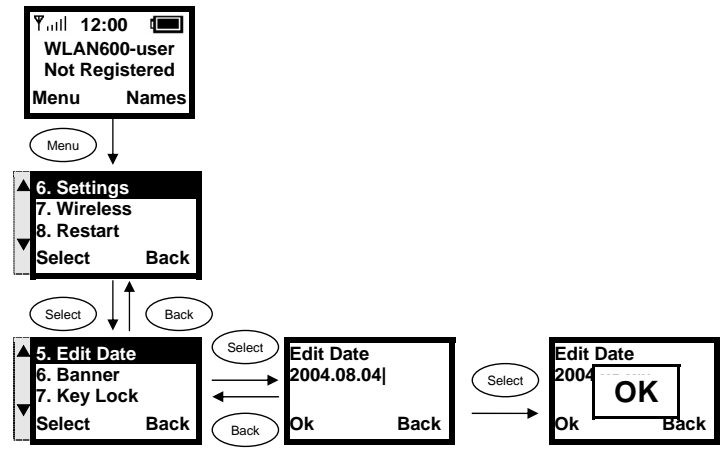 12:00
WLAN600-user
Not Registered
Menu Names
Menu
6. Settings
7. Wireless
8. Restart
Select Back
Select
Back
5. Edit Date
6. Banner
7. Key Lock
Select Back
Select
Back
Edit Date
2004.08.04|
Ok Back
Select
Edit Date
2004
OK
Ok Back